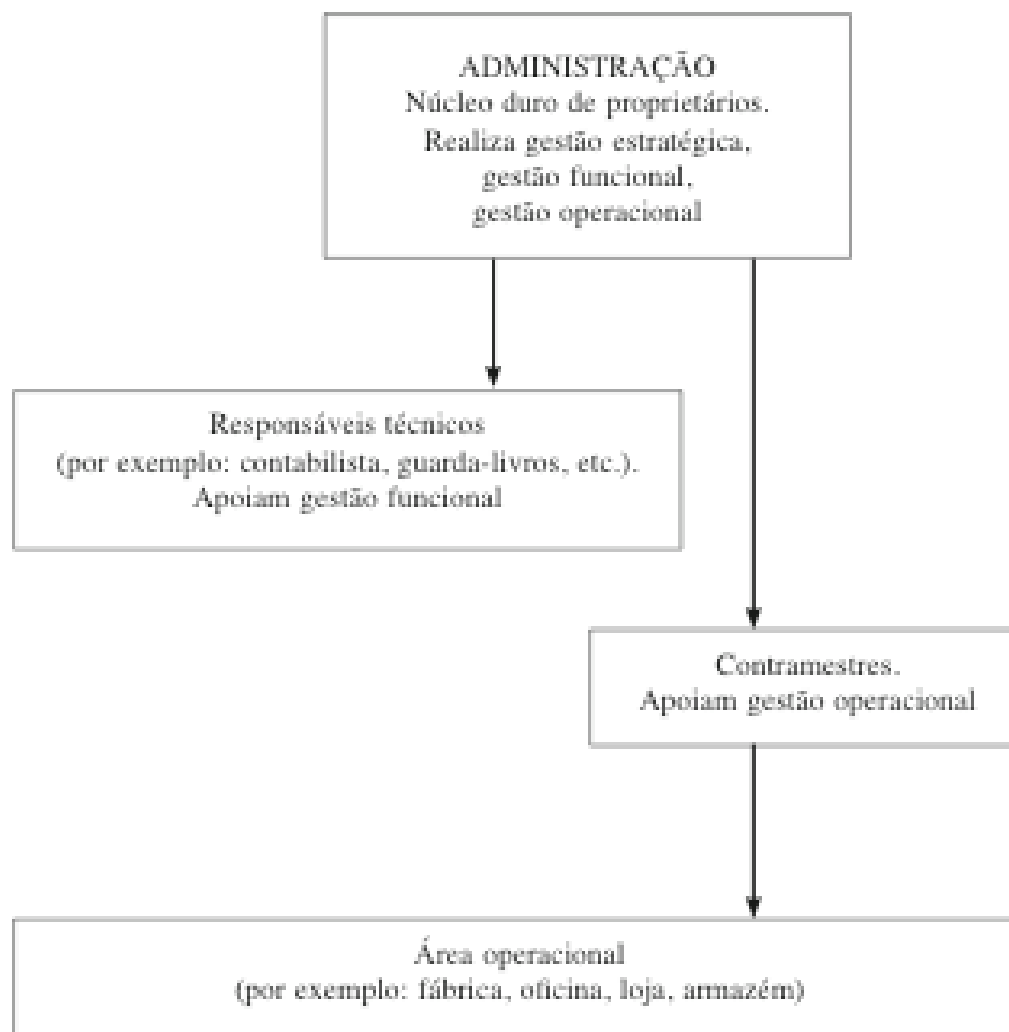 ADMINISTRAÇÃO
Núcleo duro de proprietários.
Realiza gestão estratégica,
gestão funcional,
gestão operacional
Responsáveis técnicos
(por exemplo: contabilista, guarda-livros, etc.).
Apoiam gestão funcional
Contramestres.
Apoiam gestão operacional
Área operacional
(por exemplo: fábrica, oficina, loja, armazém)